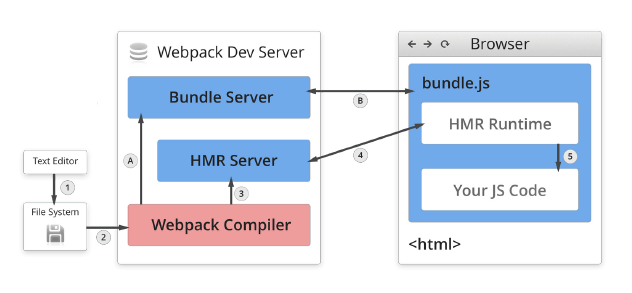 Webpack Dev Server
Bundle Server
HMR Server
Webpack Compiler
Text Editor
File System
1
2
3
4
5
A
B
Browser
bundle.js
HMR Runtime
Your JS Code
<html>